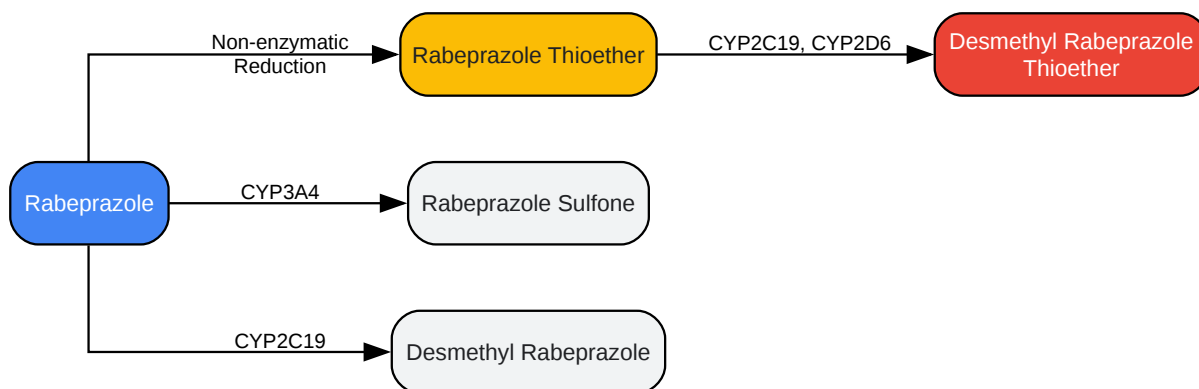 Non-enzymatic
Reduction
Rabeprazole Thioether
CYP2C19, CYP2D6
Desmethyl Rabeprazole
Thioether
Rabeprazole
CYP3A4
Rabeprazole Sulfone
CYP2C19
Desmethyl Rabeprazole